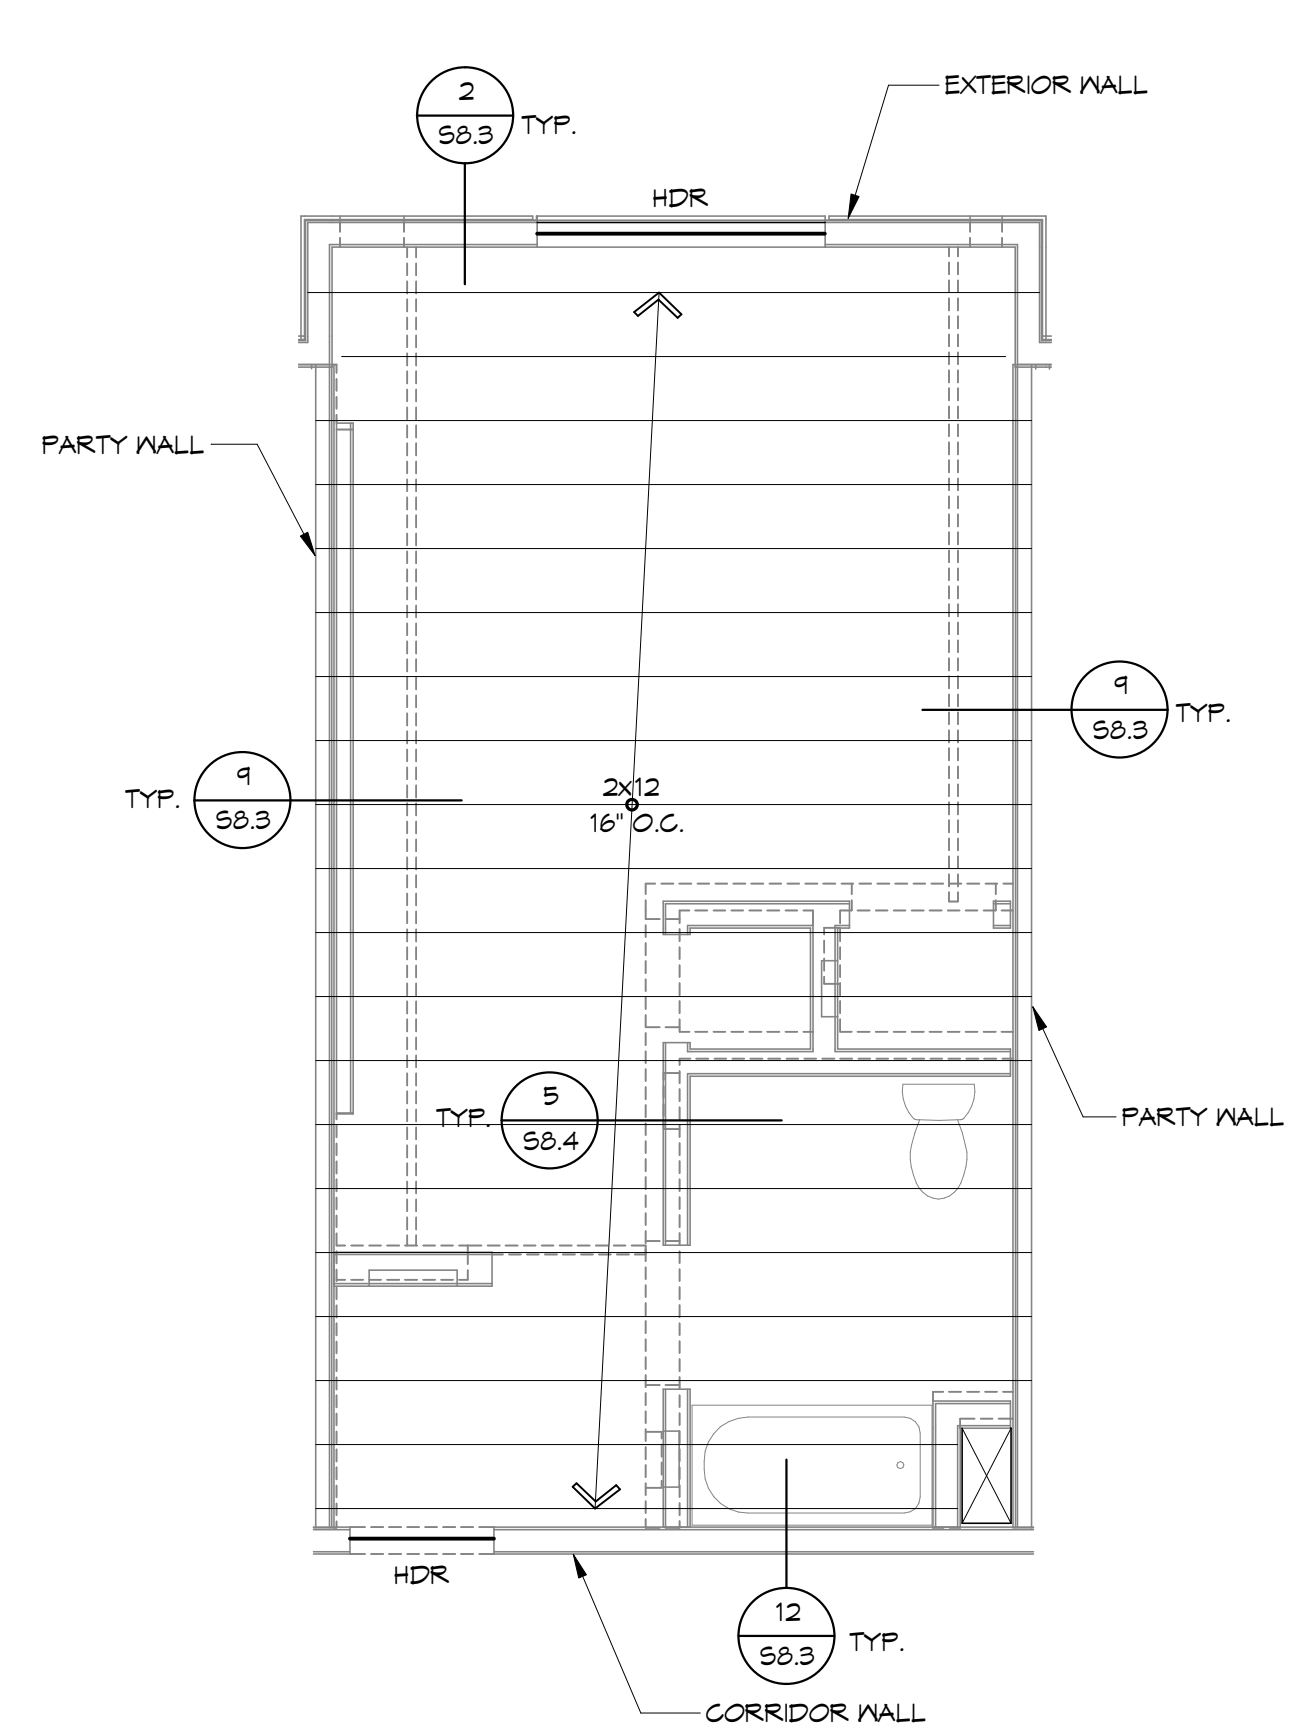 EXTERIOR WALL
2
S8.3
TYP.
HDR
PARTY WALL
9
S8.3
TYP.
TYP.
9
S8.3
2x12
16" O.C.
TYP.
5
S8.4
PARTY WALL
HDR
12
S8.3
TYP.
CORRIDOR WALL